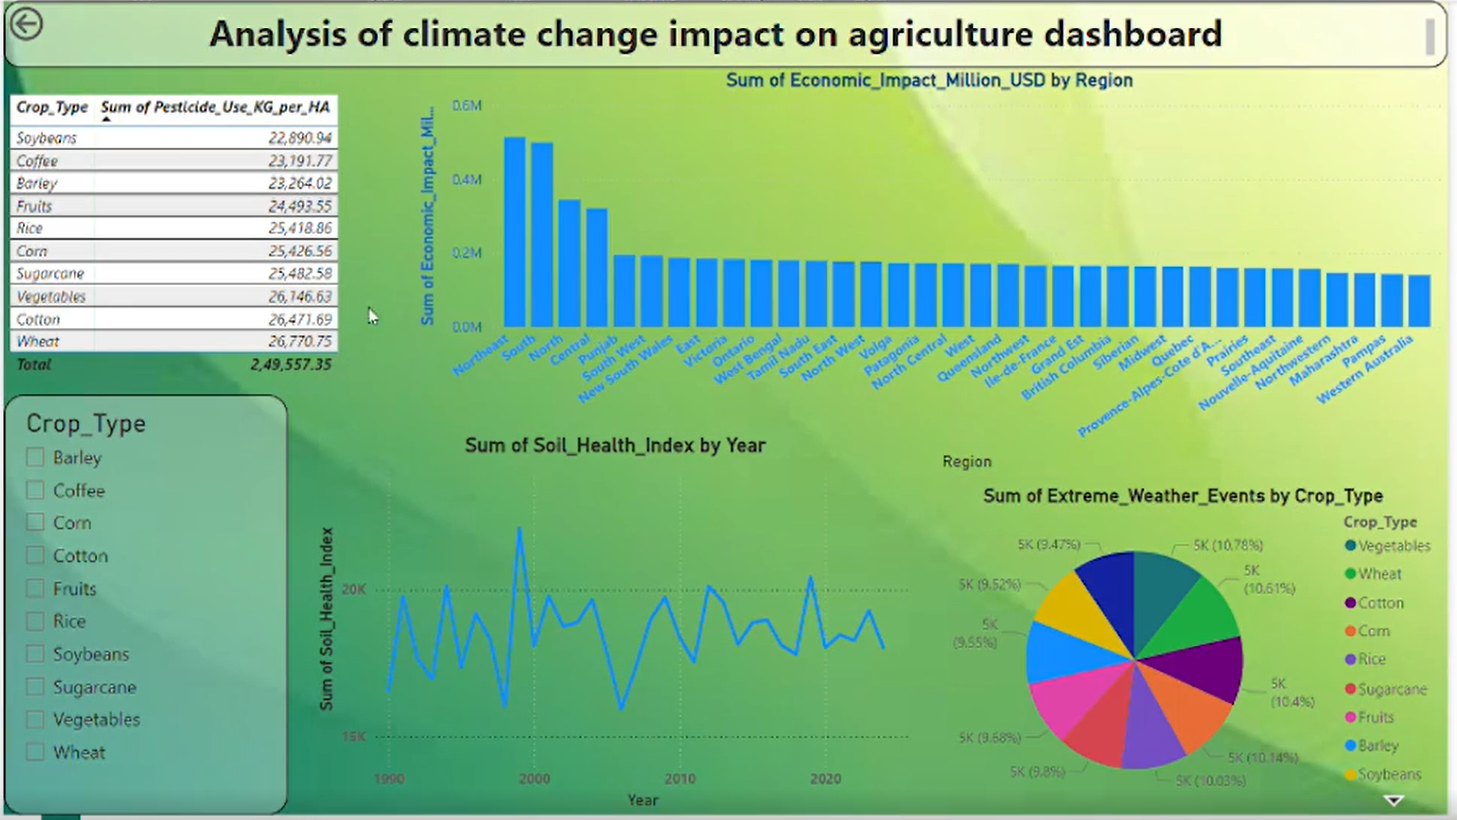 Analysis of climate change impact on agriculture dashboard
Crop_Type Sum of Pesticide_Use_KG_per_HA
Soybeans 22,890.94
Coffee 23,191.77
Barley 23,264.02
Fruits 24,493.55
Rice 25,418.86
Corn 25,426.56
Sugarcane 25,482.58
Vegetables 26,146.63
Cotton 26,471.69
Wheat 26,770.75
Total 2,49,557.35
Sum of Economic_Impact_Million_USD by Region
Sum of Economic_Impact_Mil...
0.6M
0.4M
0.2M
0.0M
Northeast
South
North
Central
Punjab
South West
New South Wales
East
Victoria
Ontario
West Bengal
Tamil Nadu
South East
North West
Volga
Patagonia
North Central
West
Queensland
Northwest
Ile-de-France
Grand Est
British Columbia
Siberian
Midwest
Quebec
Provence-Alpes-Cote d'A...
Prairies
Southeast
Nouvelle-Aquitaine
Northwestern
Maharashtra
Pampas
Western Australia
Region
Crop_Type
Barley
Coffee
Corn
Cotton
Fruits
Rice
Soybeans
Sugarcane
Vegetables
Wheat
Sum of Soil_Health_Index by Year
Sum of Soil_Health_Index
20K
15K
1990
2000
2010
2020
Year
Sum of Extreme_Weather_Events by Crop_Type
5K (9.47%)
5K (10.78%)
5K (9.52%)
5K
(10.61%)
5K
(9.55%)
5K
(10.4%)
5K (9.68%)
5K (10.14%)
5K (9.8%)
5K (10.03%)
Crop_Type
Vegetables
Wheat
Cotton
Corn
Rice
Sugarcane
Fruits
Barley
Soybeans